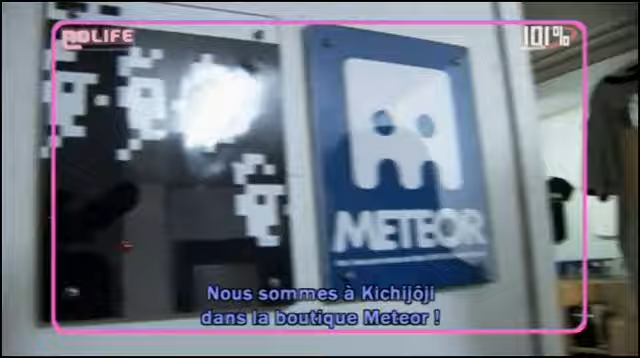 NOLIFE
101%
METEOR
Nous sommes à Kichijôji
dans la boutique Meteor !